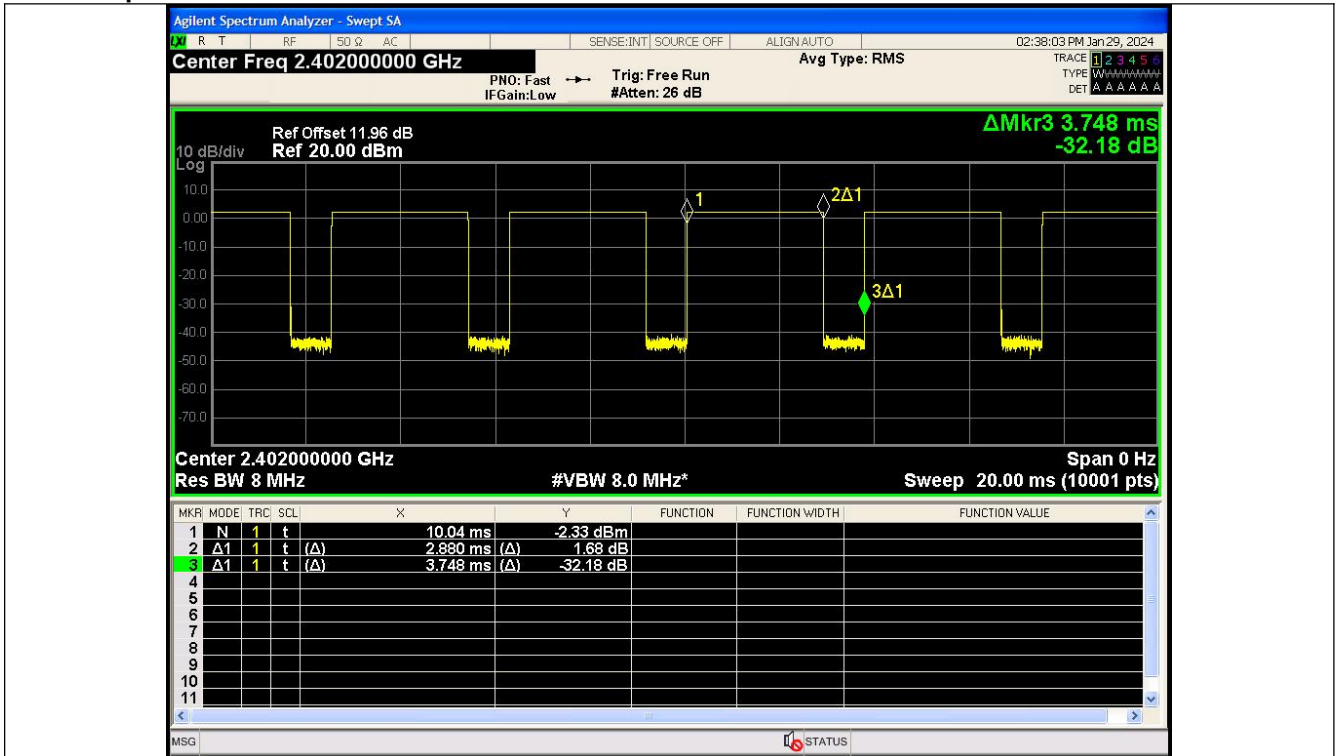 Agilent Spectrum Analyzer - Swept SA
LXI R T RF 50 Ω AC SENSE:INT SOURCE OFF ALIGN AUTO 02:38:03 PM Jan 29, 2024
Center Freq 2.402000000 GHz
PNO: Fast
IFGain:Low
Trig: Free Run
#Atten: 26 dB
Avg Type: RMS
TRACE 1 2 3 4 5 6
TYPE W
DET A A A A A A
ΔMkr3 3.748 ms
-32.18 dB
Ref Offset 11.96 dB
10 dB/div Ref 20.00 dBm
Log
10.0
0.00
-10.0
-20.0
-30.0
-40.0
-50.0
-60.0
-70.0
1
2Δ1
3Δ1
Center 2.402000000 GHz Span 0 Hz
Res BW 8 MHz #VBW 8.0 MHz* Sweep 20.00 ms (10001 pts)
MKR MODE TRC SCL X Y FUNCTION FUNCTION WIDTH FUNCTION VALUE
1 N 1 t 10.04 ms -2.33 dBm
2 Δ1 1 t (Δ) 2.880 ms (Δ) 1.68 dB
3 Δ1 1 t (Δ) 3.748 ms (Δ) -32.18 dB
4
5
6
7
8
9
10
11
MSG STATUS